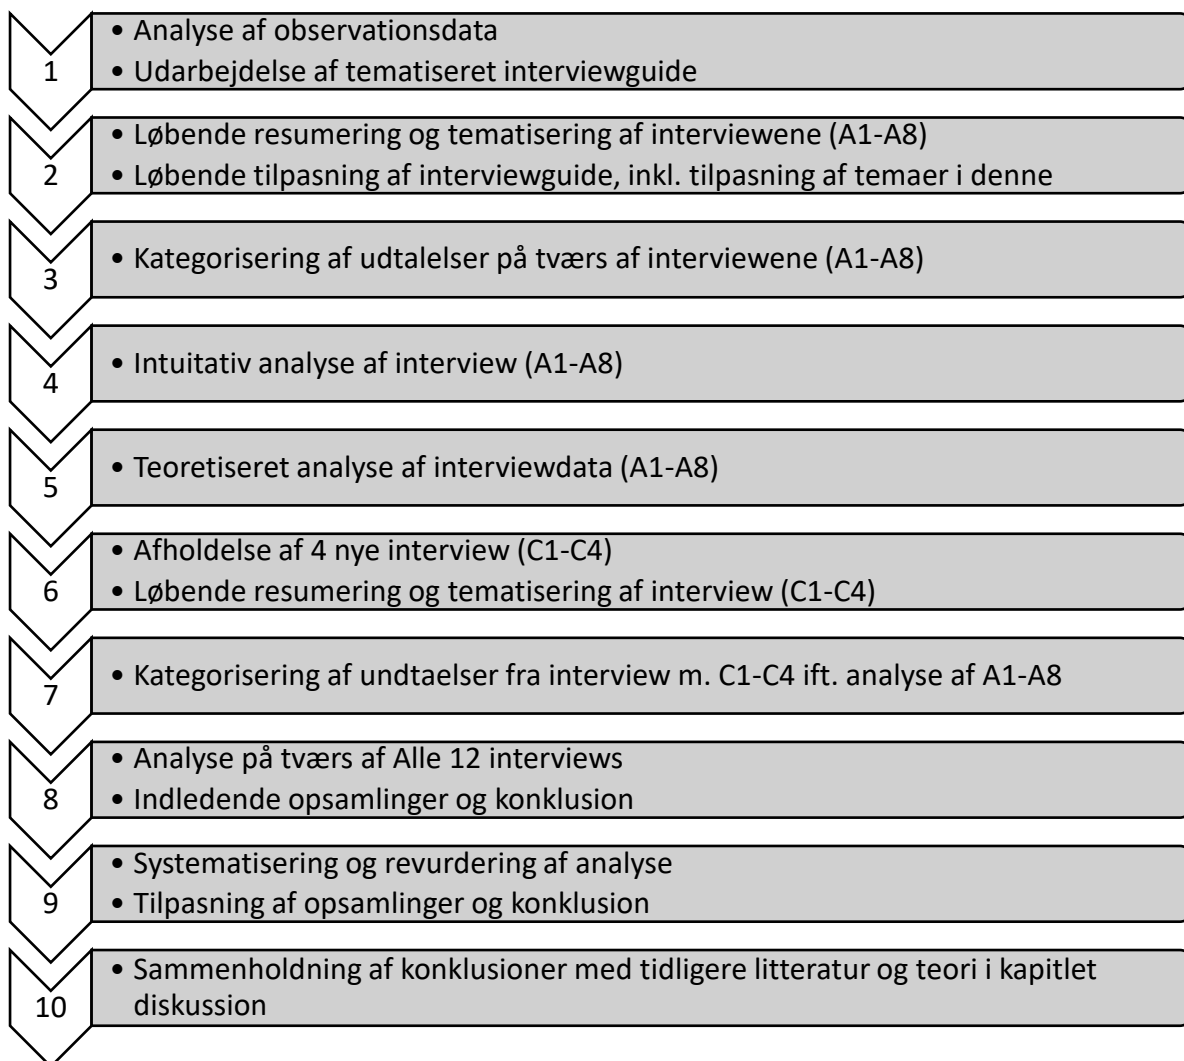 1
• Analyse af observationsdata
• Udarbejdelse af tematiseret interviewguide
2
• Løbende resumering og tematisering af interviewene (A1-A8)
• Løbende tilpasning af interviewguide, inkl. tilpasning af temaer i denne
3
• Kategorisering af udtalelser på tværs af interviewene (A1-A8)
4
• Intuitativ analyse af interview (A1-A8)
5
• Teoretiseret analyse af interviewdata (A1-A8)
6
• Afholdelse af 4 nye interview (C1-C4)
• Løbende resumering og tematisering af interview (C1-C4)
7
• Kategorisering af undtaelser fra interview m. C1-C4 ift. analyse af A1-A8
8
• Analyse på tværs af Alle 12 interviews
• Indledende opsamlinger og konklusion
9
• Systematisering og revurdering af analyse
• Tilpasning af opsamlinger og konklusion
10
• Sammenholdning af konklusioner med tidligere litteratur og teori i kapitlet
diskussion